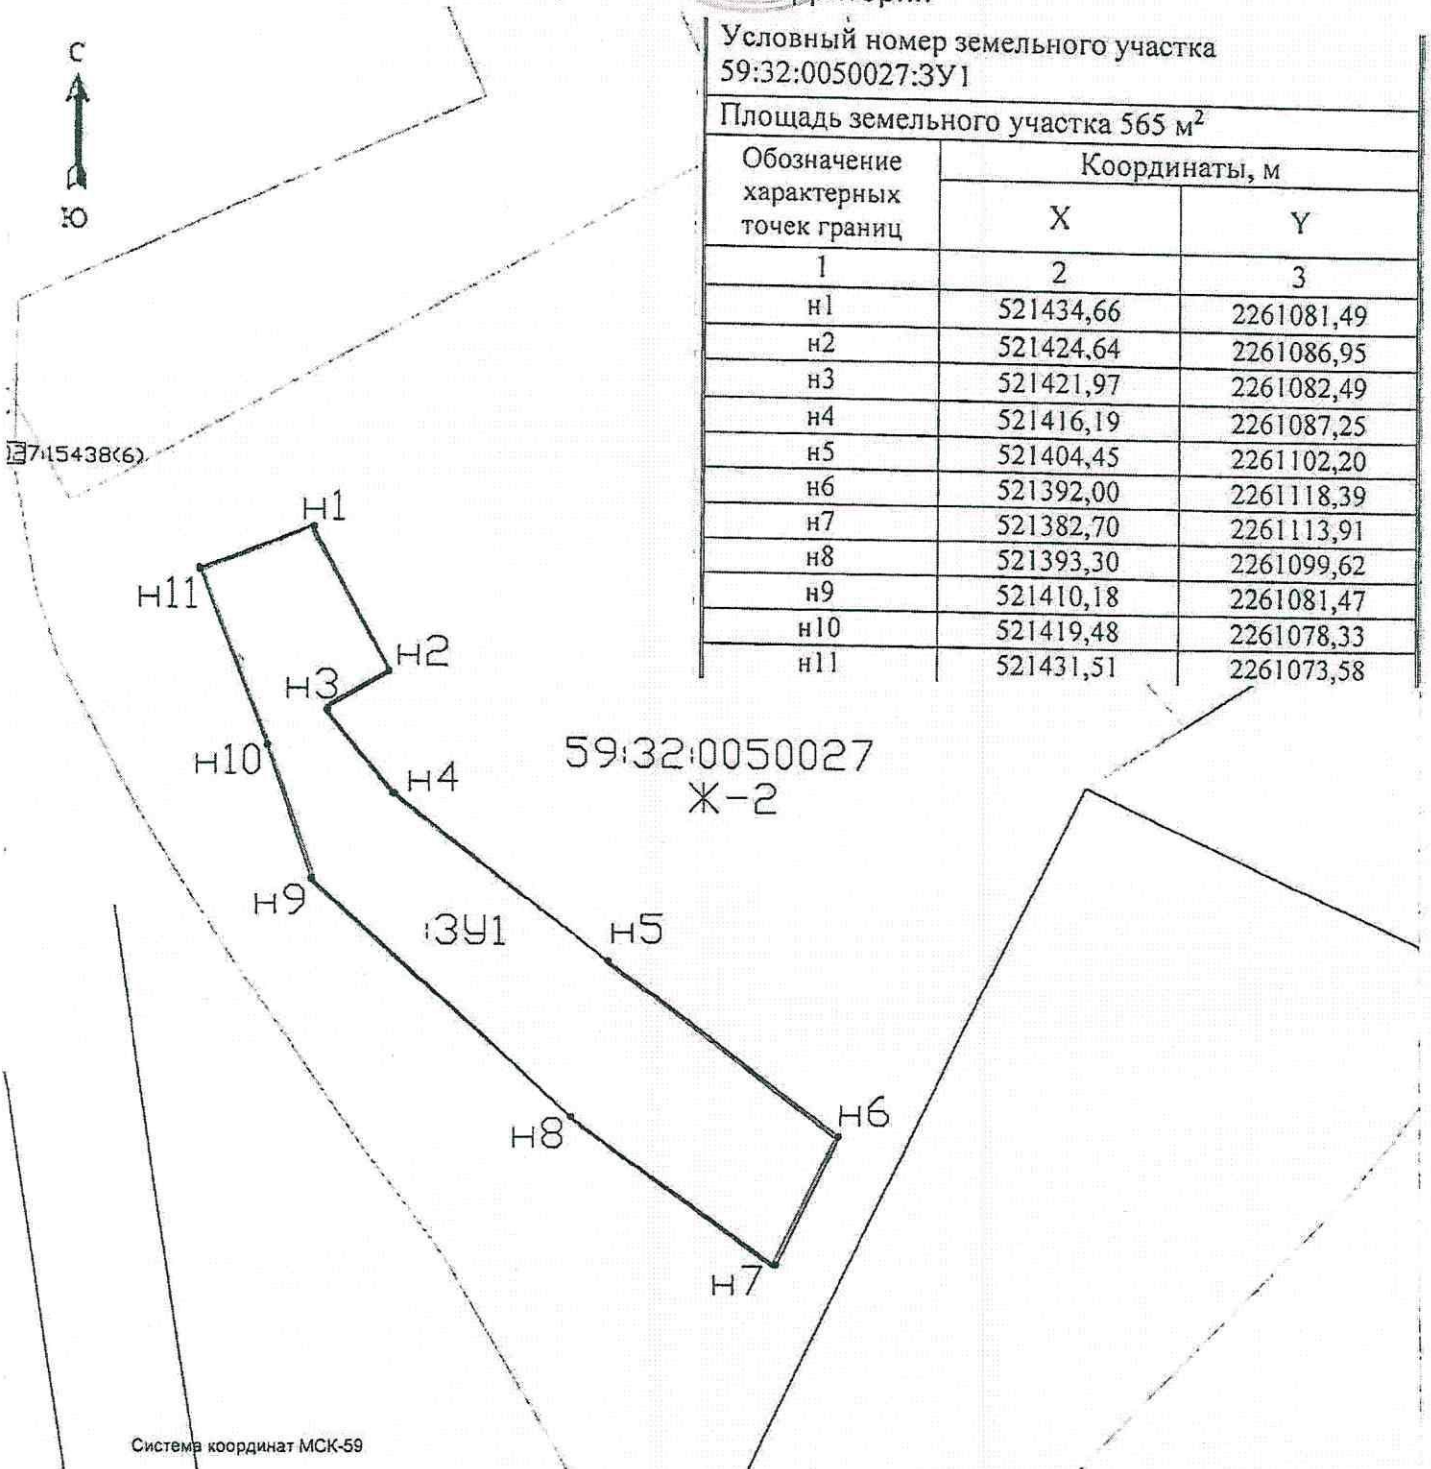 С
Ю
Условный номер земельного участка
59:32:0050027:ЗУ1
Площадь земельного участка 565 м²
Обозначение характерных точек границ
Координаты, м
X Y
1 2 3
н1 521434,66 2261081,49
н2 521424,64 2261086,95
н3 521421,97 2261082,49
н4 521416,19 2261087,25
н5 521404,45 2261102,20
н6 521392,00 2261118,39
н7 521382,70 2261113,91
н8 521393,30 2261099,62
н9 521410,18 2261081,47
н10 521419,48 2261078,33
н11 521431,51 2261073,58
7:15438(6)
н1
н11
н2
н3
н10
н4
59:32:0050027
Ж-2
н9
:ЗУ1
н5
н6
н8
н7
Система координат МСК-59